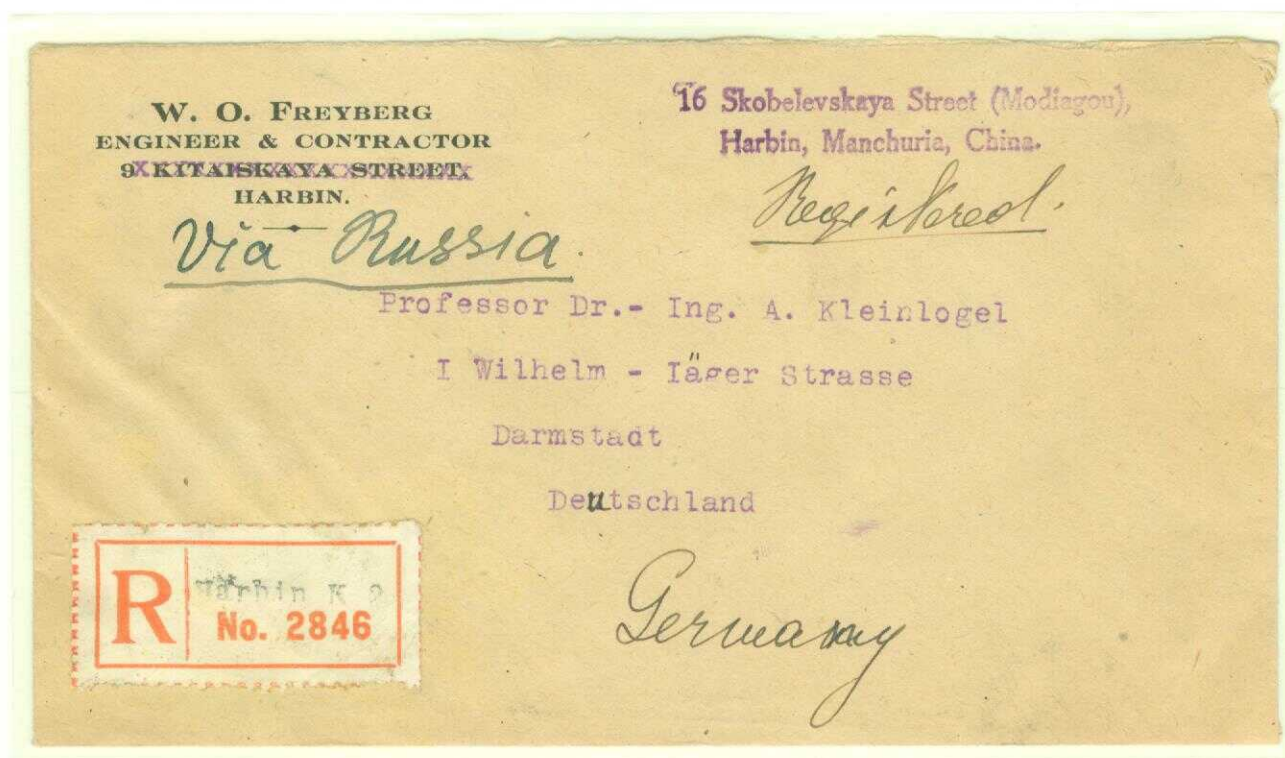 W. O. FREYBERG
ENGINEER & CONTRACTOR
9 KITAISKAYA STREET.
HARBIN.
16 Skobelevskaya Street (Modiagou),
Harbin, Manchuria, China.
Registered.
Via Russia.
Professor Dr.- Ing. A. Kleinlogel
I Wilhelm - Iäger Strasse
Darmstadt
Deutschland
R
Harbin K
No. 2846
Germany